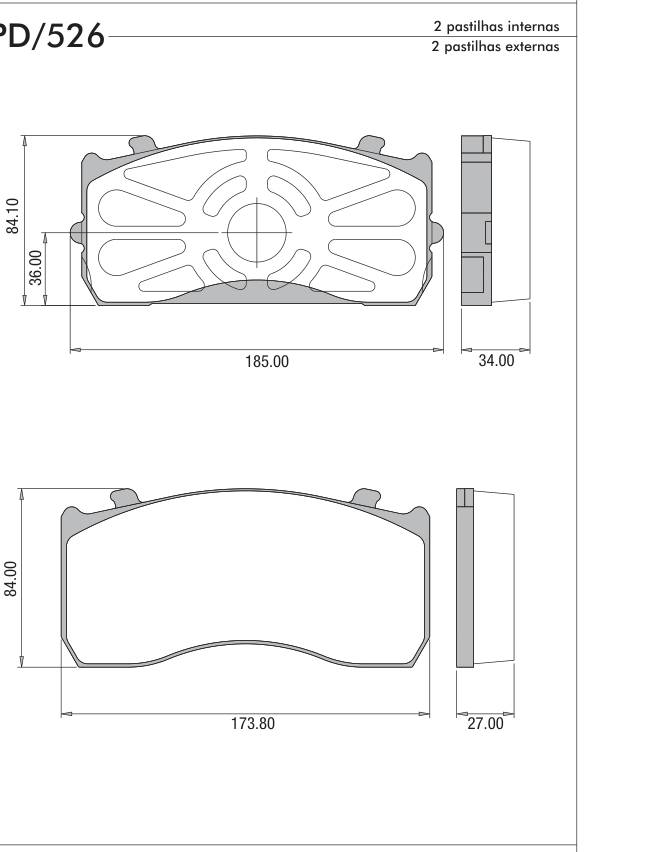 PD/526
2 pastilhas internas
2 pastilhas externas
84.10
36.00
185.00
34.00
84.00
173.80
27.00